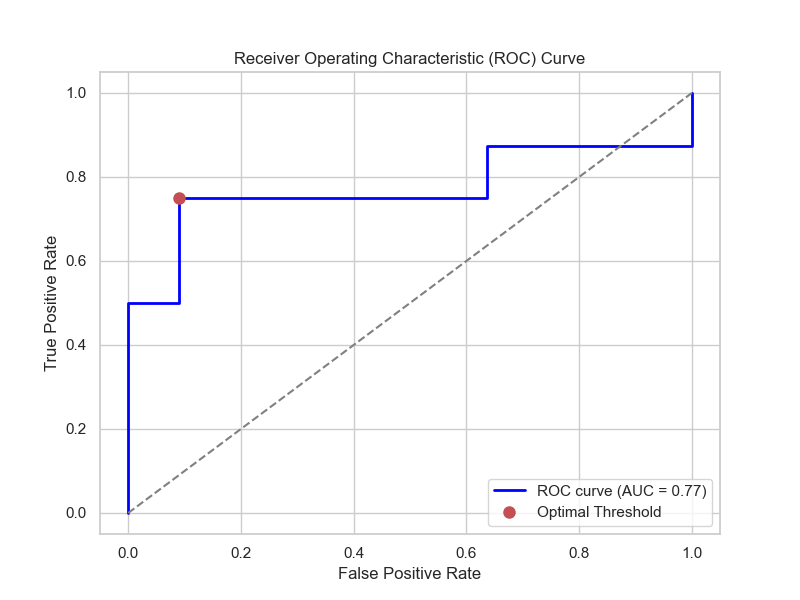 Receiver Operating Characteristic (ROC) Curve
True Positive Rate
1.0
0.8
0.6
0.4
0.2
0.0
0.0 0.2 0.4 0.6 0.8 1.0
False Positive Rate
ROC curve (AUC = 0.77)
Optimal Threshold